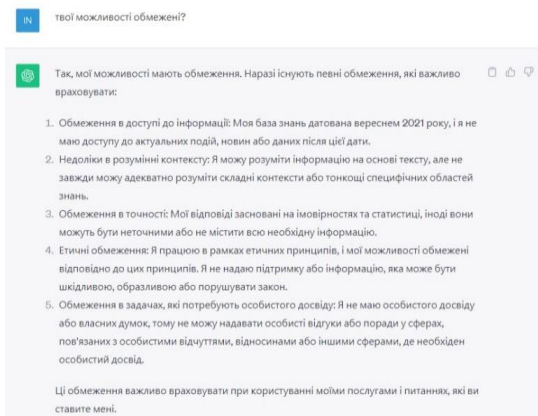 IN
твої можливості обмежені?
Так, мої можливості мають обмеження. Наразі існують певні обмеження, які важливо
враховувати:
1. Обмеження в доступі до інформації: Моя база знань датована вереснем 2021 року, і я не
маю доступу до актуальних подій, новин або даних після цієї дати.
2. Недоліки в розумінні контексту: Я можу розуміти інформацію на основі тексту, але не
завжди можу адекватно розуміти складні контексти або тонкощі специфічних областей
знань.
3. Обмеження в точності: Мої відповіді засновані на імовірностях та статистиці, іноді вони
можуть бути неточними або не містити всю необхідну інформацію.
4. Етичні обмеження: Я працюю в рамках етичних принципів, і мої можливості обмежені
відповідно до цих принципів. Я не надаю підтримку або інформацію, яка може бути
шкідливою, образливою або порушувати закон.
5. Обмеження в задачах, які потребують особистого досвіду: Я не маю особистого досвіду
або власних думок, тому не можу надавати особисті відгуки або поради у сферах,
пов'язаних з особистими відчуттями, відносинами або іншими сферами, де необхіден
особистий досвід.
Ці обмеження важливо враховувати при користуванні моїми послугами і питаннях, які ви
ставите мені.